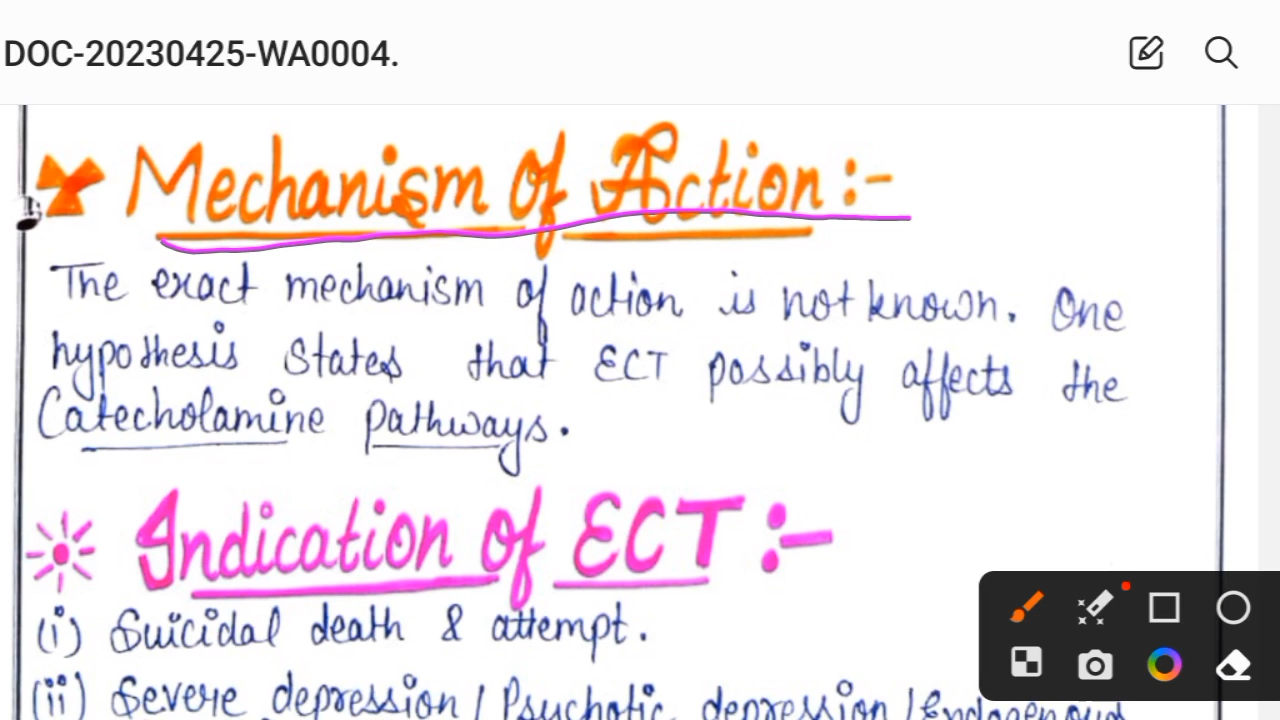 DOC-20230425-WA0004.
Mechanism of Action :-
The exact mechanism of action is not known. One
hypothesis states that ECT possibly affects the
Catecholamine pathways.
Indication of ECT :-
(i) Suicidal death & attempt.
(ii) Severe depression / Psychotic depression / Endogenous